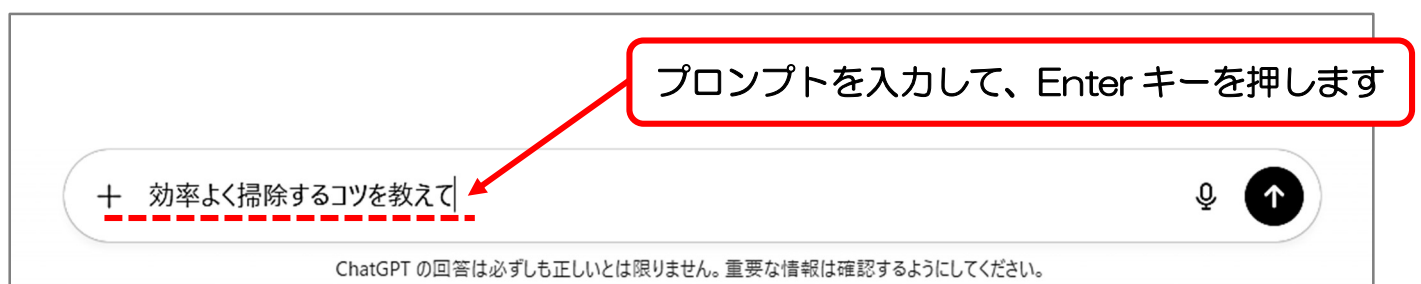 プロンプトを入力して、Enter キーを押します
効率よく掃除するコツを教えて
ChatGPT の回答は必ずしも正しいとは限りません。重要な情報は確認するようにしてください。